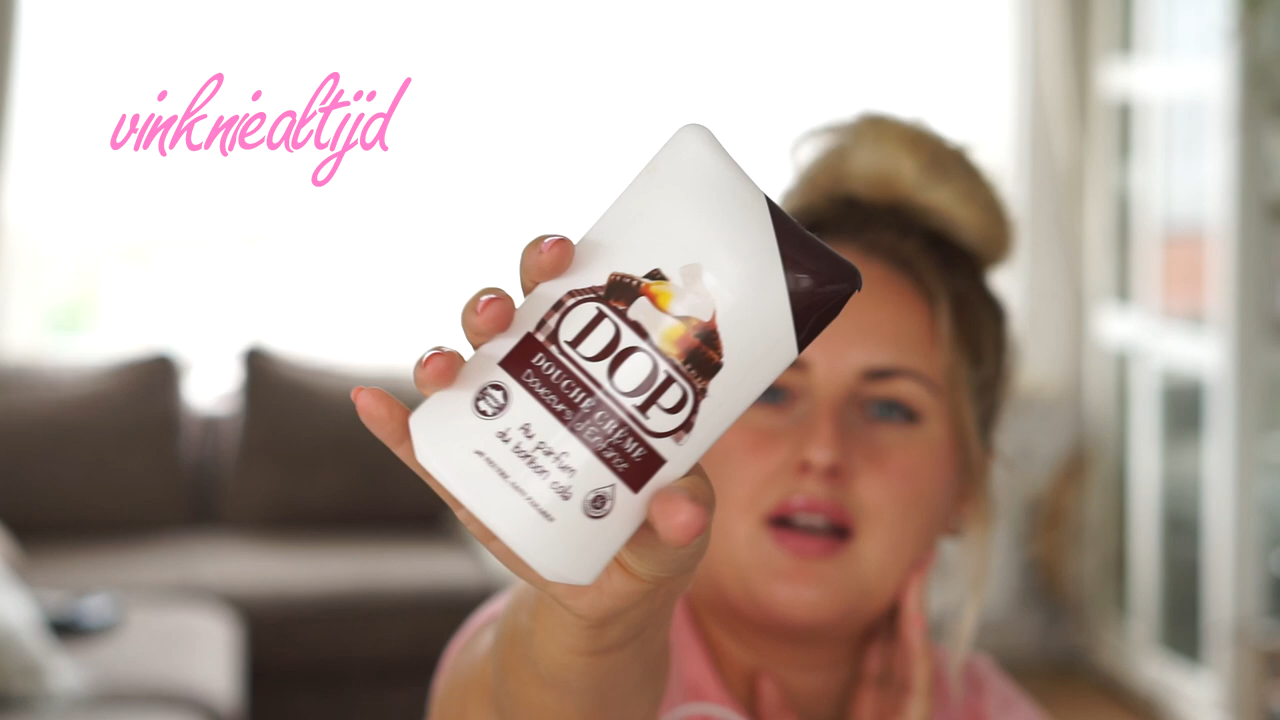 vinkniealtijd
DOP
DOUCHE CRÈME
Douceurs d'Enfance
Au parfum
du bonbon cola